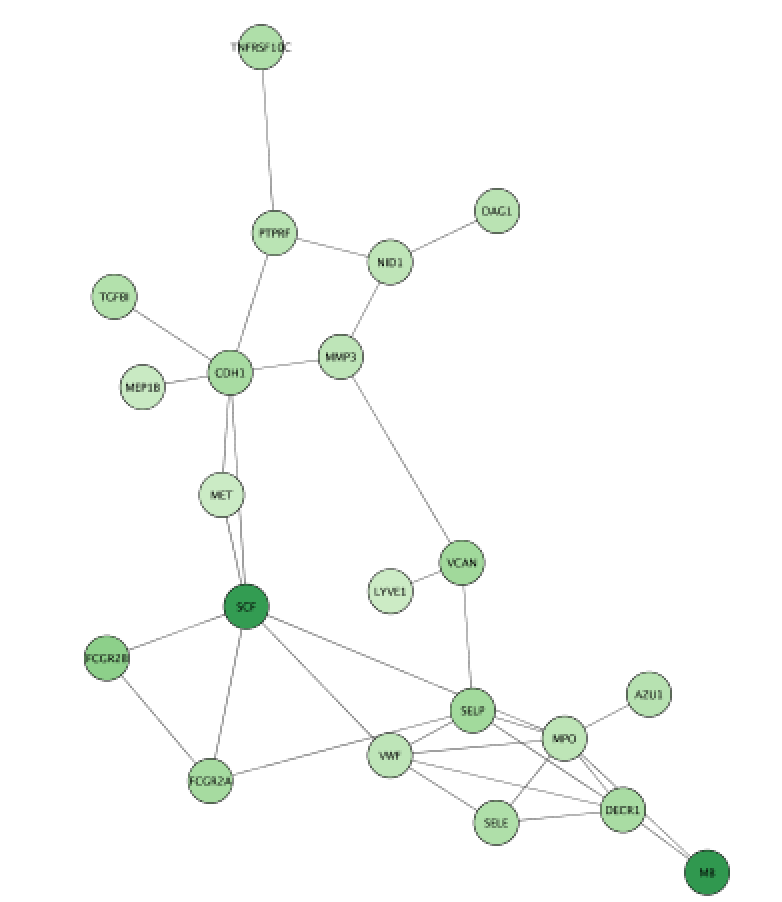 TNFRSF10C
DAG1
PTPRF
NID1
TGFBI
MMP3
CDH1
MEP1B
MET
VCAN
LYVE1
SCF
FCGR2B
AZU1
SELP
MPO
VWF
FCGR2A
DECR1
SELE
MB